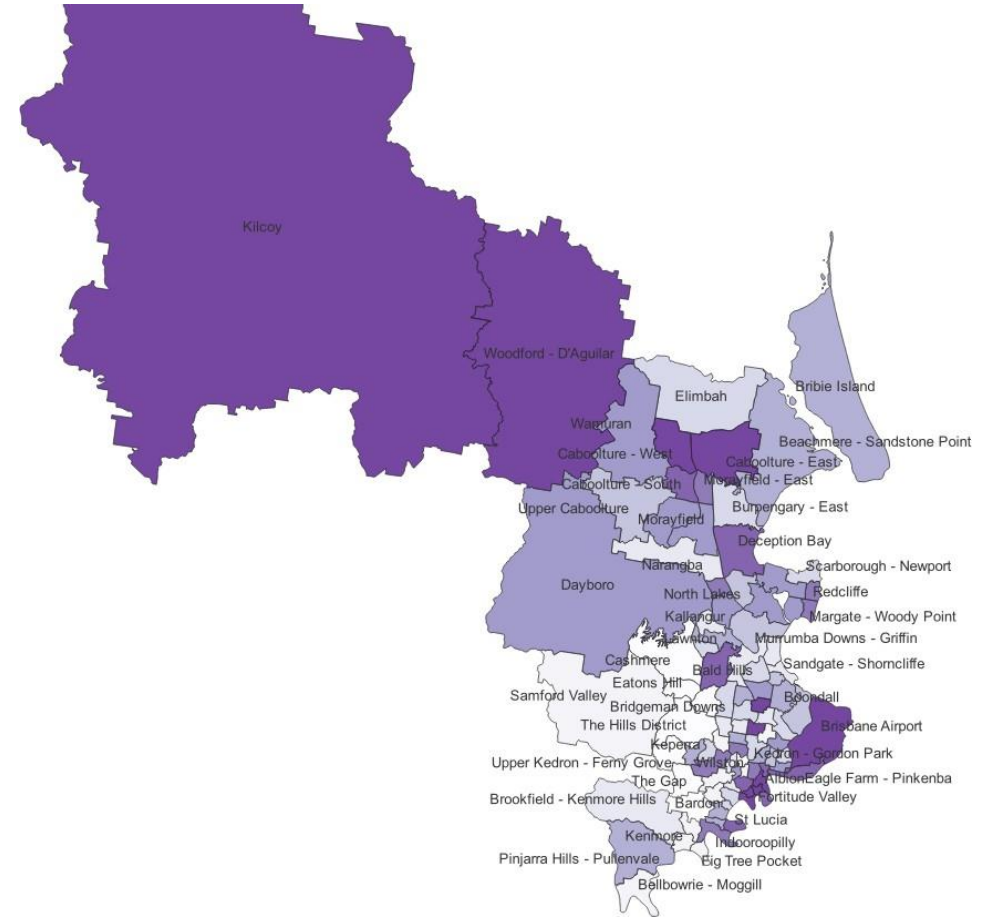 Kilcoy
Woodford - D'Aguilar
Elimbah
Bribie Island
Wamuran
Beachmere - Sandstone Point
Caboolture - West
Caboolture - East
Morayfield - East
Caboolture - South
Upper Caboolture
Burpengary - East
Morayfield
Deception Bay
Narangba
Scarborough - Newport
Dayboro
North Lakes
Redcliffe
Kallangur
Margate - Woody Point
Lawnton
Murrumba Downs - Griffin
Cashmere
Bald Hills
Sandgate - Shorncliffe
Eatons Hill
Samford Valley
Boondall
Bridgeman Downs
The Hills District
Brisbane Airport
Keperra
Kedron - Gordon Park
Upper Kedron - Ferny Grove
Wilston
Albion
Eagle Farm - Pinkenba
The Gap
Brookfield - Kenmore Hills
Bardon
Fortitude Valley
St Lucia
Kenmore
Indooroopilly
Pinjarra Hills - Pullenvale
Fig Tree Pocket
Bellbowrie - Moggill